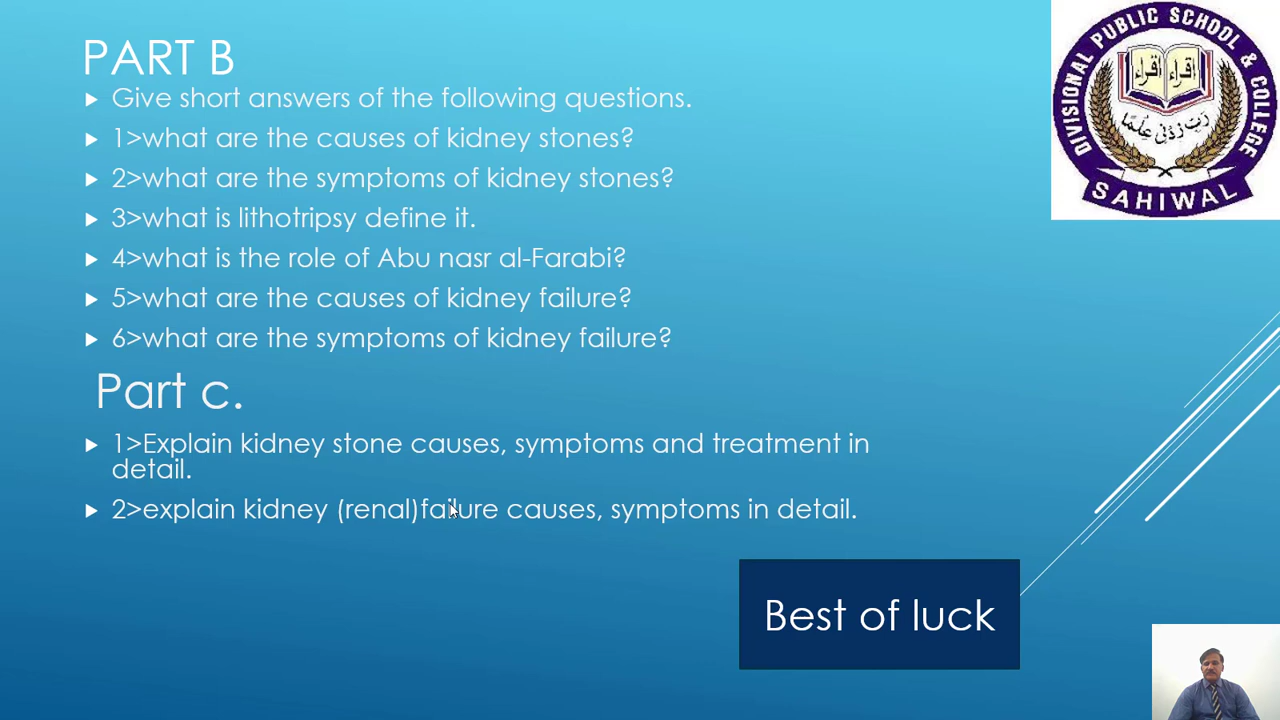 PART B
Give short answers of the following questions.
1>what are the causes of kidney stones?
2>what are the symptoms of kidney stones?
3>what is lithotripsy define it.
4>what is the role of Abu nasr al-Farabi?
5>what are the causes of kidney failure?
6>what are the symptoms of kidney failure?
Part c.
1>Explain kidney stone causes, symptoms and treatment in
detail.
2>explain kidney (renal)failure causes, symptoms in detail.
Best of luck
DIVISIONAL PUBLIC SCHOOL & COLLEGE
اقراء اقراء
رَبِّ زِدْنِی عِلْمًا
SAHIWAL